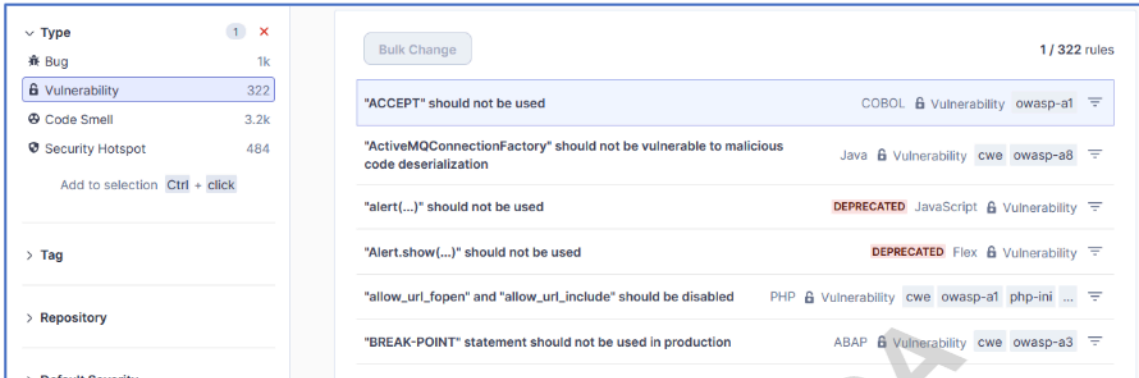 Type 1
Bug 1k
Vulnerability 322
Code Smell 3.2k
Security Hotspot 484
Add to selection Ctrl + click
Tag
Repository
Default Severity
Bulk Change
1 / 322 rules
"ACCEPT" should not be used COBOL Vulnerability owasp-a1
"ActiveMQConnectionFactory" should not be vulnerable to malicious
code deserialization Java Vulnerability cwe owasp-a8
"alert(...)" should not be used DEPRECATED JavaScript Vulnerability
"Alert.show(...)" should not be used DEPRECATED Flex Vulnerability
"allow_url_fopen" and "allow_url_include" should be disabled PHP Vulnerability cwe owasp-a1 php-ini ...
"BREAK-POINT" statement should not be used in production ABAP Vulnerability cwe owasp-a3